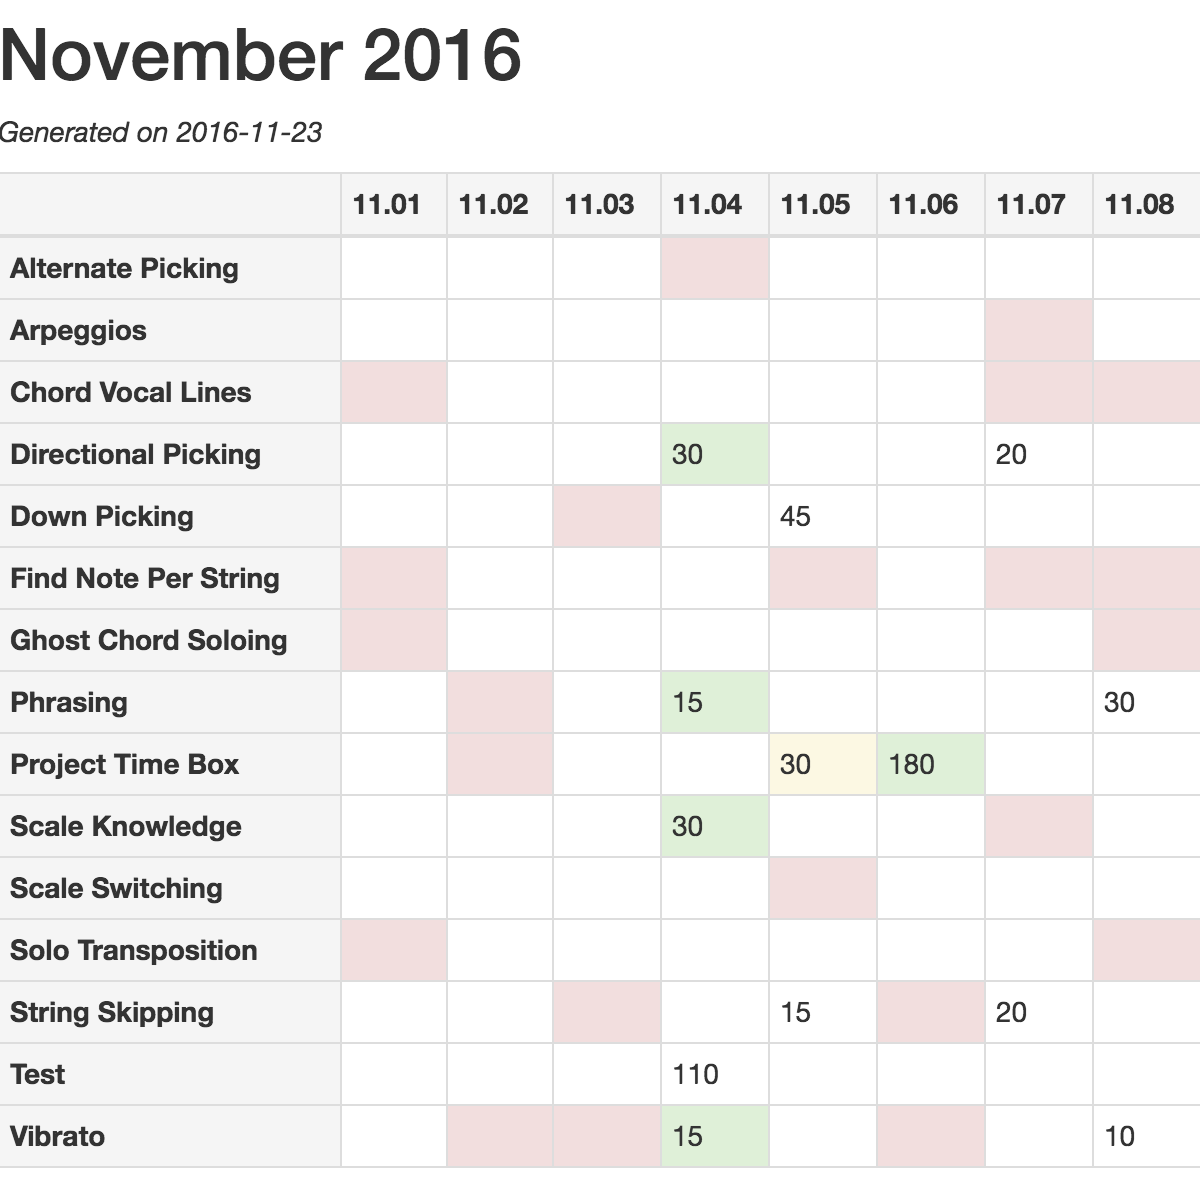 November 2016
Generated on 2016-11-23
11.01 11.02 11.03 11.04 11.05 11.06 11.07 11.08
Alternate Picking
Arpeggios
Chord Vocal Lines
Directional Picking 30 20
Down Picking 45
Find Note Per String
Ghost Chord Soloing
Phrasing 15 30
Project Time Box 30 180
Scale Knowledge 30
Scale Switching
Solo Transposition
String Skipping 15 20
Test 110
Vibrato 15 10